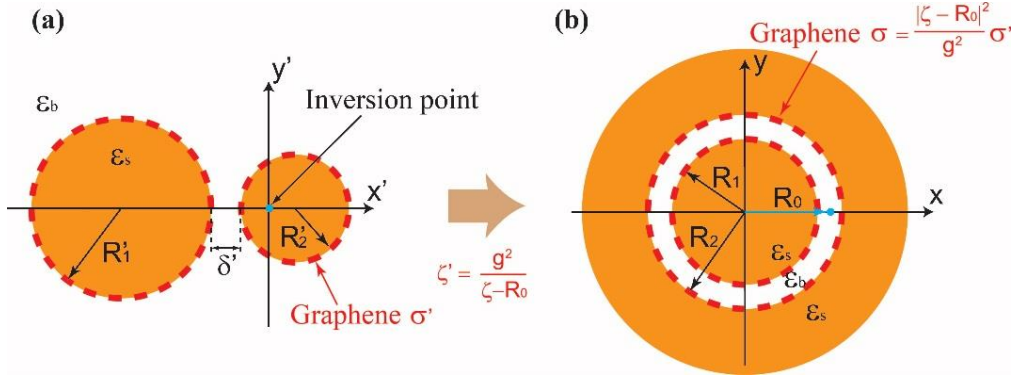 (a)
y'
εb
Inversion point
εs
x'
R'1
R'2
δ'
Graphene σ'
ζ' = g² / ζ−R0
(b)
Graphene σ = |ζ − R0|² / g² σ'
y
R1
R0
x
R2
εs
εb
εs